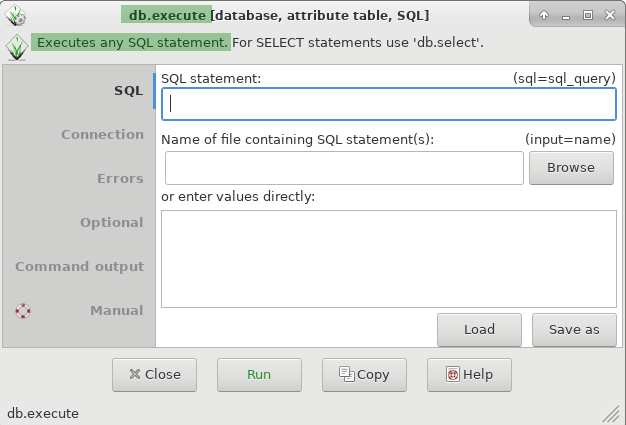 db.execute [database, attribute table, SQL]
Executes any SQL statement. For SELECT statements use 'db.select'.
SQL
Connection
Errors
Optional
Command output
Manual
SQL statement: (sql=sql_query)
Name of file containing SQL statement(s): (input=name)
Browse
or enter values directly:
Load Save as
Close Run Copy Help
db.execute